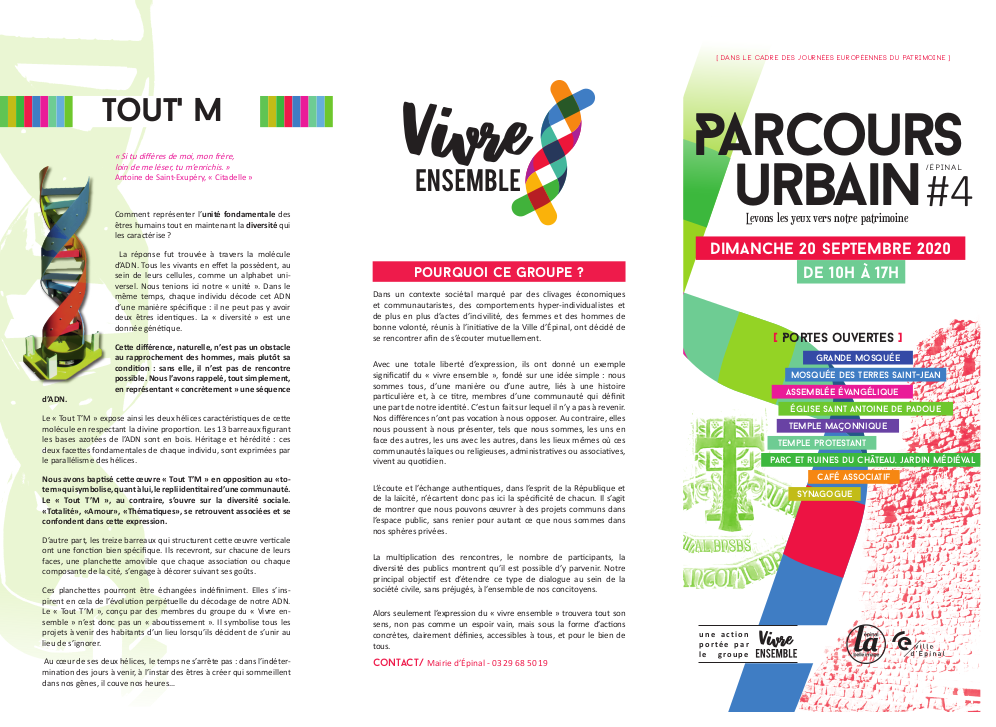 TOUT' M
« Si tu diffères de moi, mon frère,
loin de me léser, tu m'enrichis. »
Antoine de Saint-Exupéry, « Citadelle »
Comment représenter l'unité fondamentale des
êtres humains tout en maintenant la diversité qui
les caractérise ?
La réponse fut trouvée à travers la molécule
d'ADN. Tous les vivants en effet la possèdent, au
sein de leurs cellules, comme un alphabet uni-
versel. Nous tenions ici notre « unité ». Dans le
même temps, chaque individu décode cet ADN
d'une manière spécifique : il ne peut pas y avoir
deux êtres identiques. La « diversité » est une
donnée génétique.
Cette différence, naturelle, n'est pas un obstacle
au rapprochement des hommes, mais plutôt sa
condition : sans elle, il n'est pas de rencontre
possible. Nous l'avons rappelé, tout simplement,
en représentant « concrètement » une séquence
d'ADN.
Le « Tout T'M » expose ainsi les deux hélices caractéristiques de cette
molécule en respectant la divine proportion. Les 13 barreaux figurant
les bases azotées de l'ADN sont en bois. Héritage et hérédité : ces
deux facettes fondamentales de chaque individu, sont exprimées par
le parallélisme des hélices.
Nous avons baptisé cette œuvre « Tout T'M » en opposition au «to-
tem» qui symbolise, quant à lui, le repli identitaire d'une communauté.
Le « Tout T'M », au contraire, s'ouvre sur la diversité sociale.
«Totalité», «Amour», «Thématiques», se retrouvent associées et se
confondent dans cette expression.
D'autre part, les treize barreaux qui structurent cette œuvre verticale
ont une fonction bien spécifique. Ils recevront, sur chacune de leurs
faces, une planchette amovible que chaque association ou chaque
composante de la cité, s'engage à décorer suivant ses goûts.
Ces planchettes pourront être échangées indéfiniment. Elles s'ins-
pirent en cela de l'évolution perpétuelle du décodage de notre ADN.
Le « Tout T'M », conçu par des membres du groupe du « Vivre en-
semble » n'est donc pas un « aboutissement ». Il symbolise tous les
projets à venir des habitants d'un lieu lorsqu'ils décident de s'unir au
lieu de s'ignorer.
Au cœur de ses deux hélices, le temps ne s'arrête pas : dans l'indéter-
mination des jours à venir, à l'instar des êtres à créer qui sommeillent
dans nos gènes, il couve nos heures...
Vivre
ENSEMBLE
POURQUOI CE GROUPE ?
Dans un contexte sociétal marqué par des clivages économiques
et communautaristes, des comportements hyper-individualistes et
de plus en plus d'actes d'incivilité, des femmes et des hommes de
bonne volonté, réunis à l'initiative de la Ville d'Épinal, ont décidé de
se rencontrer afin de s'écouter mutuellement.
Avec une totale liberté d'expression, ils ont donné un exemple
significatif du « vivre ensemble », fondé sur une idée simple : nous
sommes tous, d'une manière ou d'une autre, liés à une histoire
particulière et, à ce titre, membres d'une communauté qui définit
une part de notre identité. C'est un fait sur lequel il n'y a pas à revenir.
Nos différences n'ont pas vocation à nous opposer. Au contraire, elles
nous poussent à nous présenter, tels que nous sommes, les uns en
face des autres, les uns avec les autres, dans les lieux mêmes où ces
communautés laïques ou religieuses, administratives ou associatives,
vivent au quotidien.
L'écoute et l'échange authentiques, dans l'esprit de la République et
de la laïcité, n'écartent donc pas ici la spécificité de chacun. Il s'agit
de montrer que nous pouvons œuvrer à des projets communs dans
l'espace public, sans renier pour autant ce que nous sommes dans
nos sphères privées.
La multiplication des rencontres, le nombre de participants, la
diversité des publics montrent qu'il est possible d'y parvenir. Notre
principal objectif est d'étendre ce type de dialogue au sein de la
société civile, sans préjugés, à l'ensemble de nos concitoyens.
Alors seulement l'expression du « vivre ensemble » trouvera tout son
sens, non pas comme un espoir vain, mais sous la forme d'actions
concrètes, clairement définies, accessibles à tous, et pour le bien de
tous.
CONTACT/ Mairie d'Épinal - 03 29 68 50 19
[ DANS LE CADRE DES JOURNÉES EUROPÉENNES DU PATRIMOINE ]
PARCOURS
URBAIN /ÉPINAL #4
Levons les yeux vers notre patrimoine
DIMANCHE 20 SEPTEMBRE 2020
DE 10H À 17H
[ PORTES OUVERTES ]
GRANDE MOSQUÉE
MOSQUÉE DES TERRES SAINT-JEAN
ASSEMBLÉE ÉVANGÉLIQUE
ÉGLISE SAINT ANTOINE DE PADOUE
TEMPLE MAÇONNIQUE
TEMPLE PROTESTANT
PARC ET RUINES DU CHÂTEAU, JARDIN MÉDIÉVAL
CAFÉ ASSOCIATIF
SYNAGOGUE
une action
portée par
le groupe
Vivre
ENSEMBLE
épinal
la
ville
d'Épinal